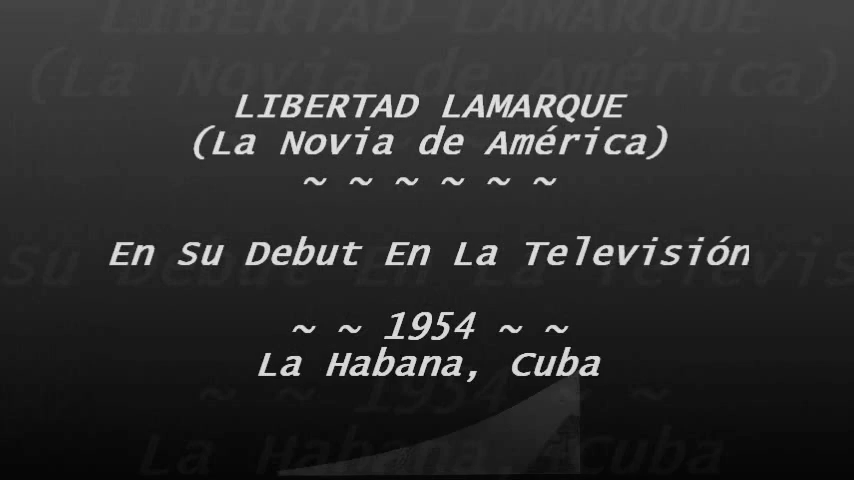 LIBERTAD LAMARQUE
(La Novia de América)
~ ~ ~ ~ ~ ~
En Su Debut En La Televisión
~ ~ 1954 ~ ~
La Habana, Cuba